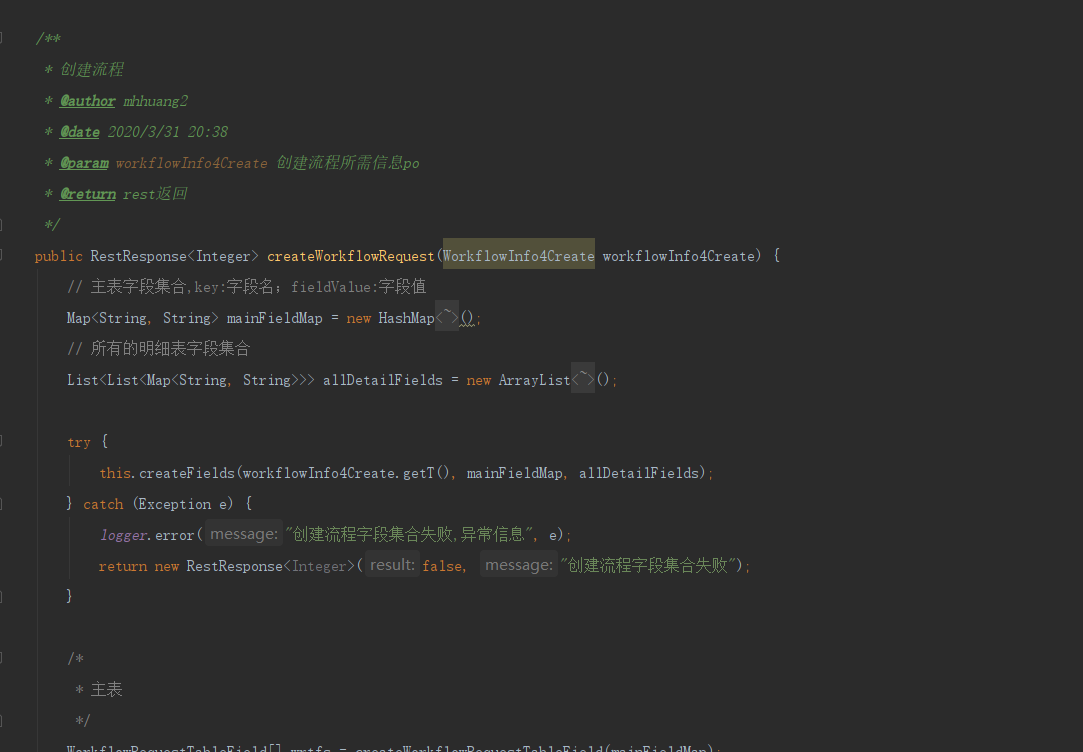 /**
* 创建流程
* @author mhhuang2
* @date 2020/3/31 20:38
* @param workflowInfo4Create 创建流程所需信息po
* @return rest返回
*/
public RestResponse<Integer> createWorkflowRequest(WorkflowInfo4Create workflowInfo4Create) {
// 主表字段集合,key:字段名；fieldValue:字段值
Map<String, String> mainFieldMap = new HashMap<~>();
// 所有的明细表字段集合
List<List<Map<String, String>>> allDetailFields = new ArrayList<~>();
try {
this.createFields(workflowInfo4Create.getT(), mainFieldMap, allDetailFields);
} catch (Exception e) {
logger.error( message: "创建流程字段集合失败,异常信息", e);
return new RestResponse<Integer>( result: false, message: "创建流程字段集合失败");
}
/*
* 主表
*/
WorkflowRequestTableField[] wrtfs = createWorkflowRequestTableField(mainFieldMap);